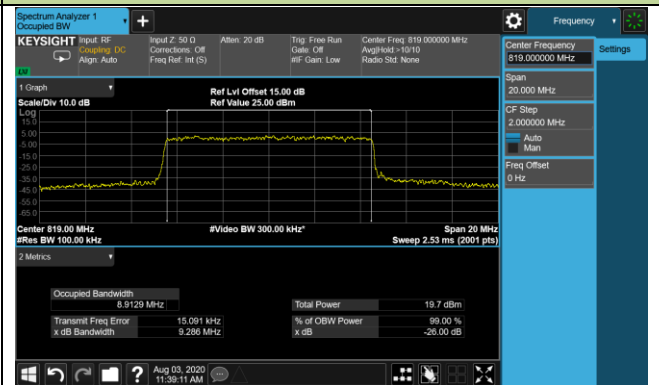 Spectrum Analyzer 1
Occupied BW
+
Frequency
KEYSIGHT
Input: RF
Coupling: DC
Align: Auto
Input Z: 50 Ω
Corrections: Off
Freq Ref: Int (S)
Atten: 20 dB
Trig: Free Run
Gate: Off
#IF Gain: Low
Center Freq: 819.000000 MHz
Avg|Hold:>10/10
Radio Std: None
Center Frequency
819.000000 MHz
Settings
Span
20.000 MHz
CF Step
2.000000 MHz
Auto
Man
Freq Offset
0 Hz
1 Graph
Scale/Div 10.0 dB
Ref Lvl Offset 15.00 dB
Ref Value 25.00 dBm
Log
15.0
5.00
-5.00
-15.0
-25.0
-35.0
-45.0
-55.0
-65.0
Center 819.00 MHz
#Video BW 300.00 kHz*
Span 20 MHz
#Res BW 100.00 kHz
Sweep 2.53 ms (2001 pts)
2 Metrics
Occupied Bandwidth
8.9129 MHz
Total Power 19.7 dBm
Transmit Freq Error 15.091 kHz
% of OBW Power 99.00 %
x dB Bandwidth 9.286 MHz
x dB -26.00 dB
?
Aug 03, 2020
11:39:11 AM